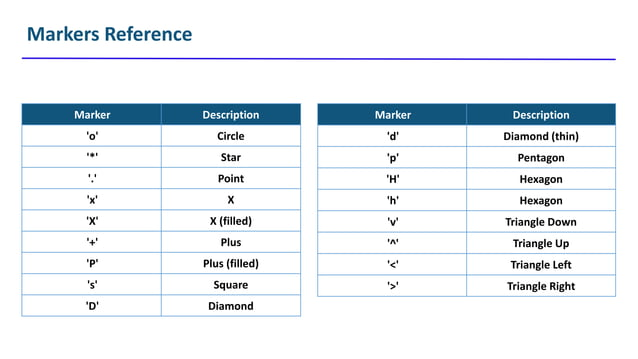 Markers Reference
Marker Description
'o' Circle
'*' Star
'.' Point
'x' X
'X' X (filled)
'+' Plus
'P' Plus (filled)
's' Square
'D' Diamond
Marker Description
'd' Diamond (thin)
'p' Pentagon
'H' Hexagon
'h' Hexagon
'v' Triangle Down
'^' Triangle Up
'<' Triangle Left
'>' Triangle Right